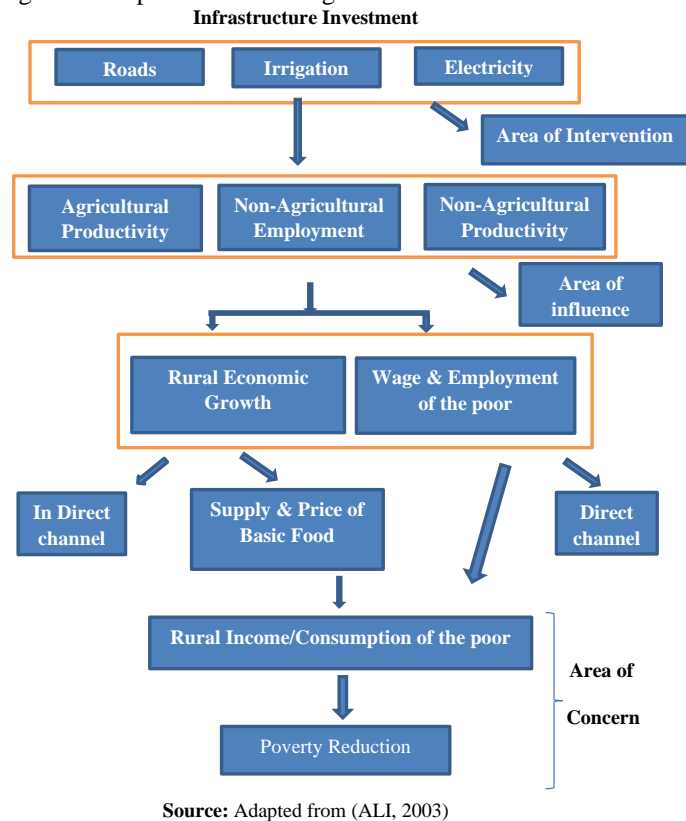 Infrastructure Investment
Roads
Irrigation
Electricity
Area of Intervention
Agricultural
Productivity
Non-Agricultural
Employment
Non-Agricultural
Productivity
Area of
influence
Rural Economic
Growth
Wage & Employment
of the poor
In Direct
channel
Supply & Price of
Basic Food
Direct
channel
Rural Income/Consumption of the poor
Area of
Concern
Poverty Reduction
Source: Adapted from (ALI, 2003)